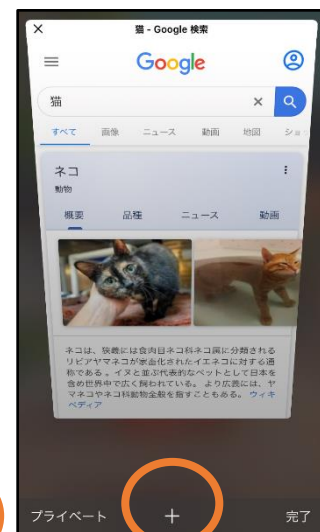 猫 - Google 検索
Google
猫
すべて 画像 ニュース 動画 地図 ショ
ネコ
動物
概要 品種 ニュース 動画
ネコは、狭義には食肉目ネコ科ネコ属に分類される
リビアヤマネコが家畜化されたイエネコに対する通
称である。イヌと並ぶ代表的なペットとして日本を
含め世界中で広く飼われている。 より広義には、ヤ
マネコやネコ科動物全般を指すこともある。 ウィキ
ペディア
プライベート 完了